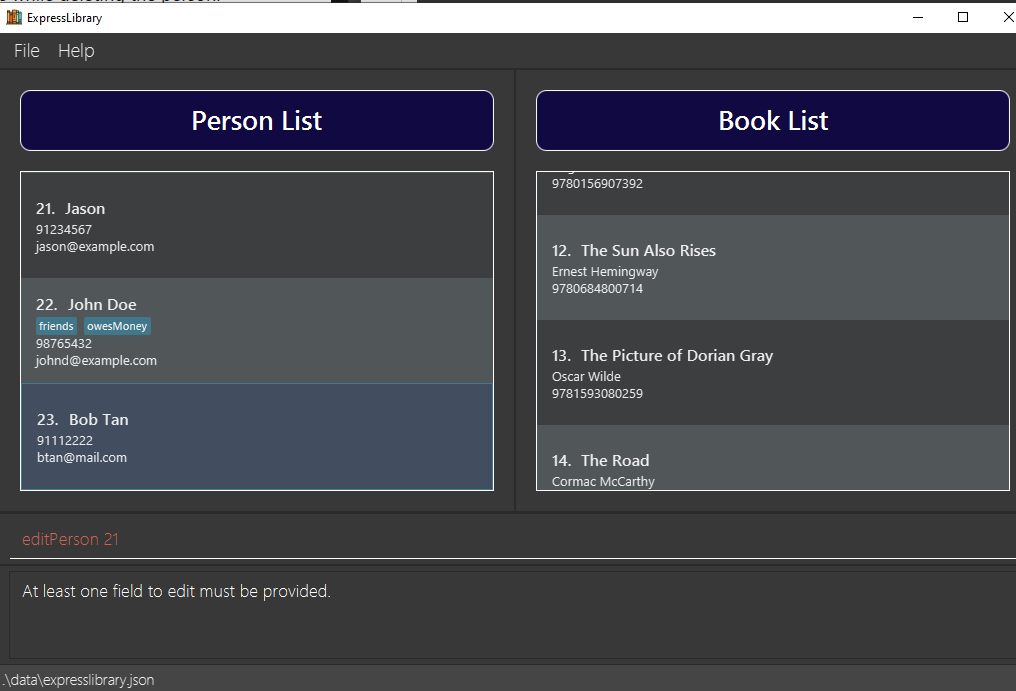 ExpressLibrary
File Help
Person List
Book List
21. Jason
91234567
jason@example.com
22. John Doe
friends owesMoney
98765432
johnd@example.com
23. Bob Tan
91112222
btan@mail.com
9780156907392
12. The Sun Also Rises
Ernest Hemingway
9780684800714
13. The Picture of Dorian Gray
Oscar Wilde
9781593080259
14. The Road
Cormac McCarthy
editPerson 21
At least one field to edit must be provided.
.\data\expresslibrary.json